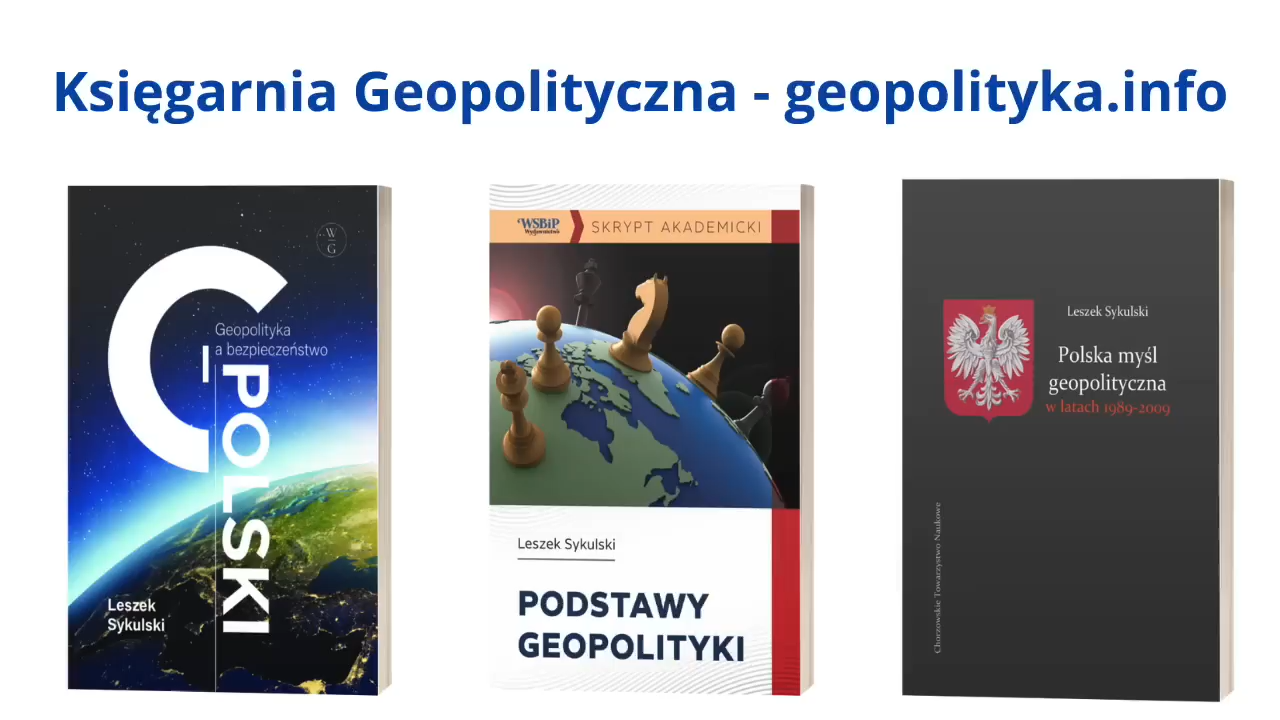 Księgarnia Geopolityczna - geopolityka.info
W
G
Geopolityka
a bezpieczeństwo
POLSKI
Leszek
Sykulski
WSBiP
Wydawnictwo
SKRYPT AKADEMICKI
Leszek Sykulski
PODSTAWY
GEOPOLITYKI
Leszek Sykulski
Polska myśl
geopolityczna
w latach 1989-2009
Chorzowskie Towarzystwo Naukowe